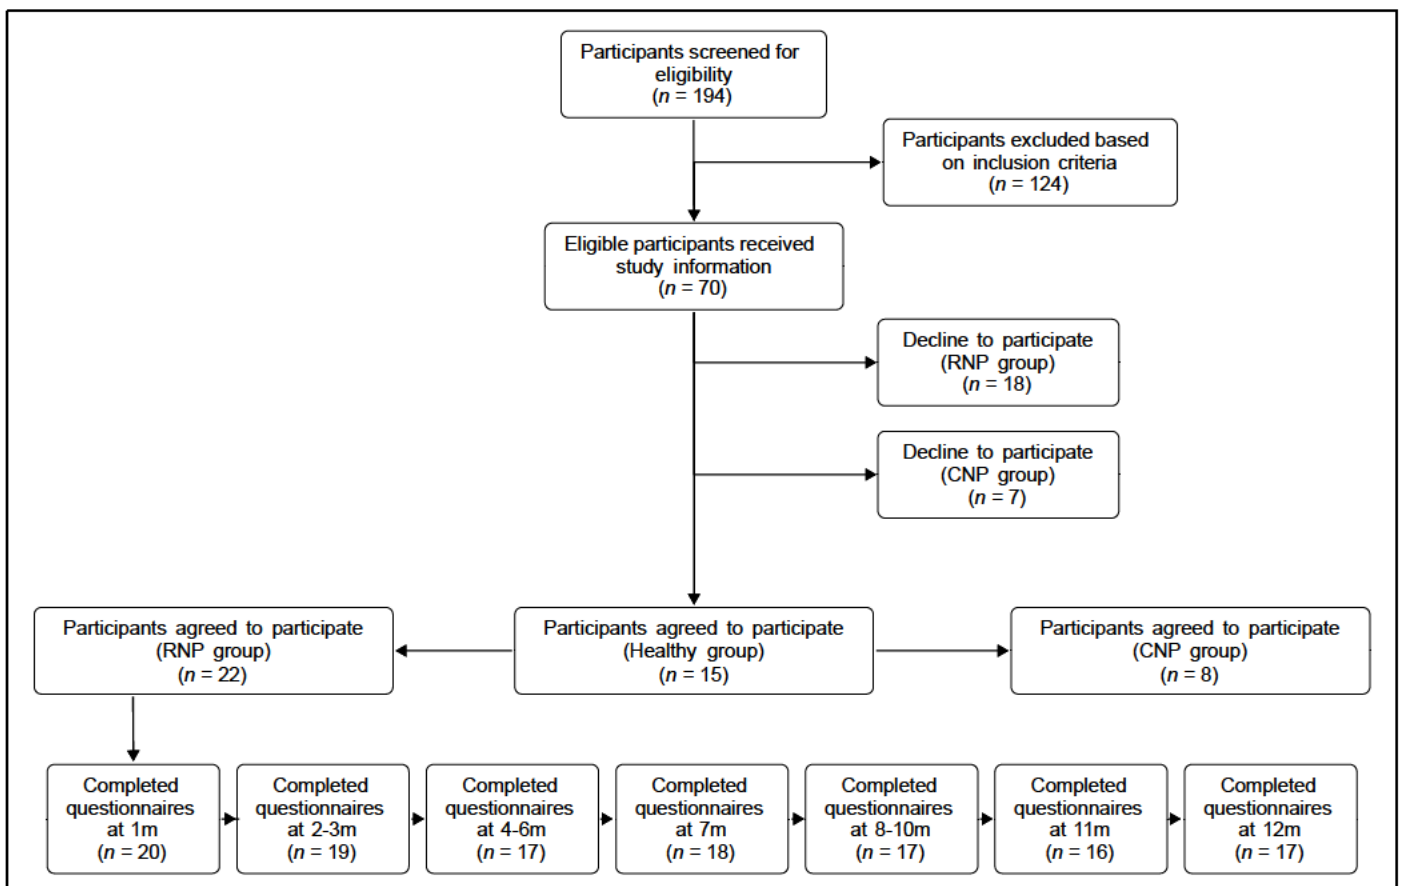 Participants screened for
eligibility
(n = 194)
Participants excluded based
on inclusion criteria
(n = 124)
Eligible participants received
study information
(n = 70)
Decline to participate
(RNP group)
(n = 18)
Decline to participate
(CNP group)
(n = 7)
Participants agreed to participate
(RNP group)
(n = 22)
Participants agreed to participate
(Healthy group)
(n = 15)
Participants agreed to participate
(CNP group)
(n = 8)
Completed
questionnaires
at 1m
(n = 20)
Completed
questionnaires
at 2-3m
(n = 19)
Completed
questionnaires
at 4-6m
(n = 17)
Completed
questionnaires
at 7m
(n = 18)
Completed
questionnaires
at 8-10m
(n = 17)
Completed
questionnaires
at 11m
(n = 16)
Completed
questionnaires
at 12m
(n = 17)